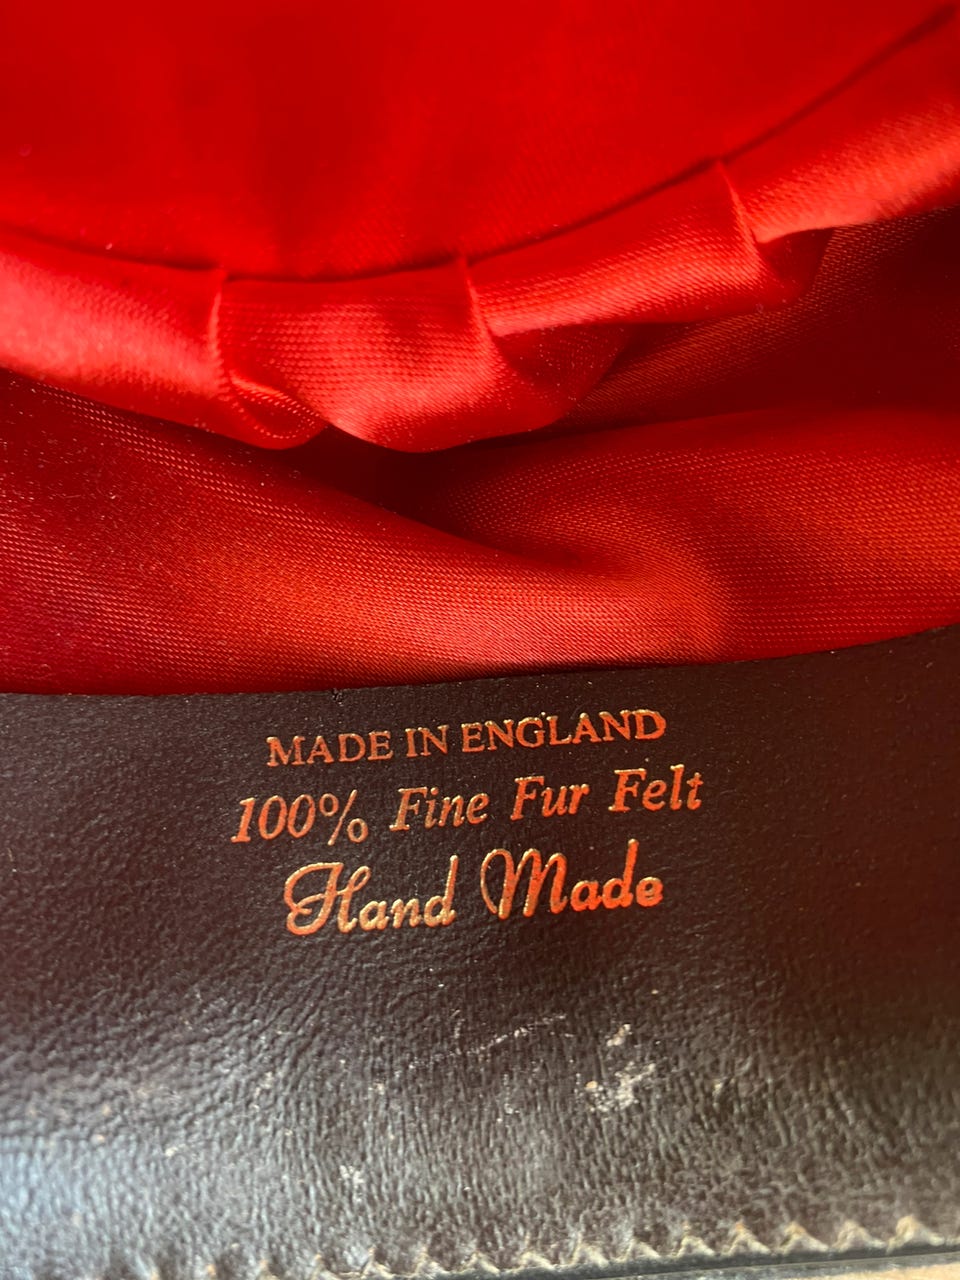 MADE IN ENGLAND
100% Fine Fur Felt
Hand Made